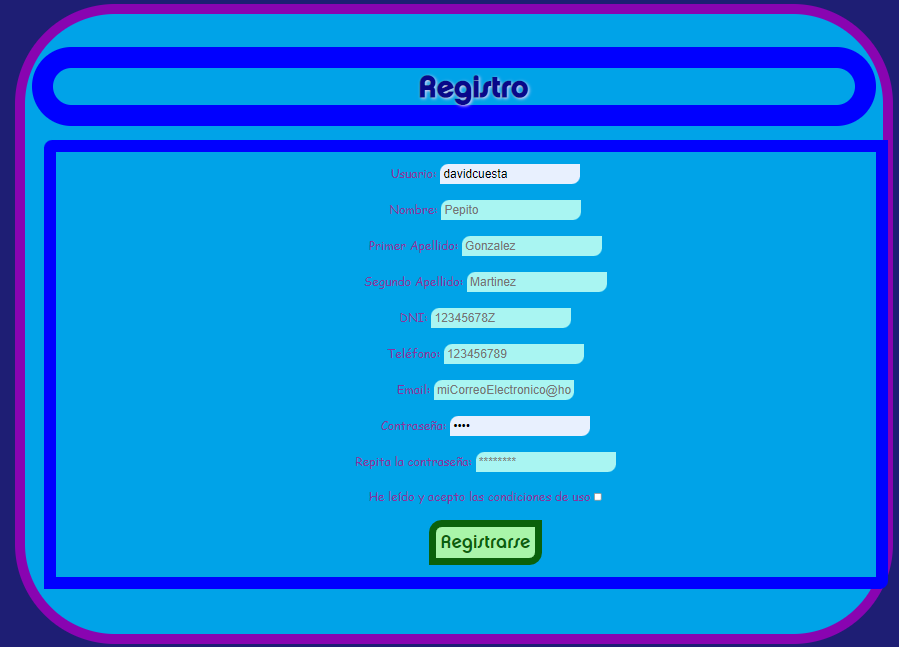 Registro
Usuario: davidcuesta
Nombre: Pepito
Primer Apellido: Gonzalez
Segundo Apellido: Martinez
DNI: 12345678Z
Teléfono: 123456789
Email: miCorreoElectronico@ho
Contraseña: ••••
Repita la contraseña: ********
He leído y acepto las condiciones de uso
Registrarse